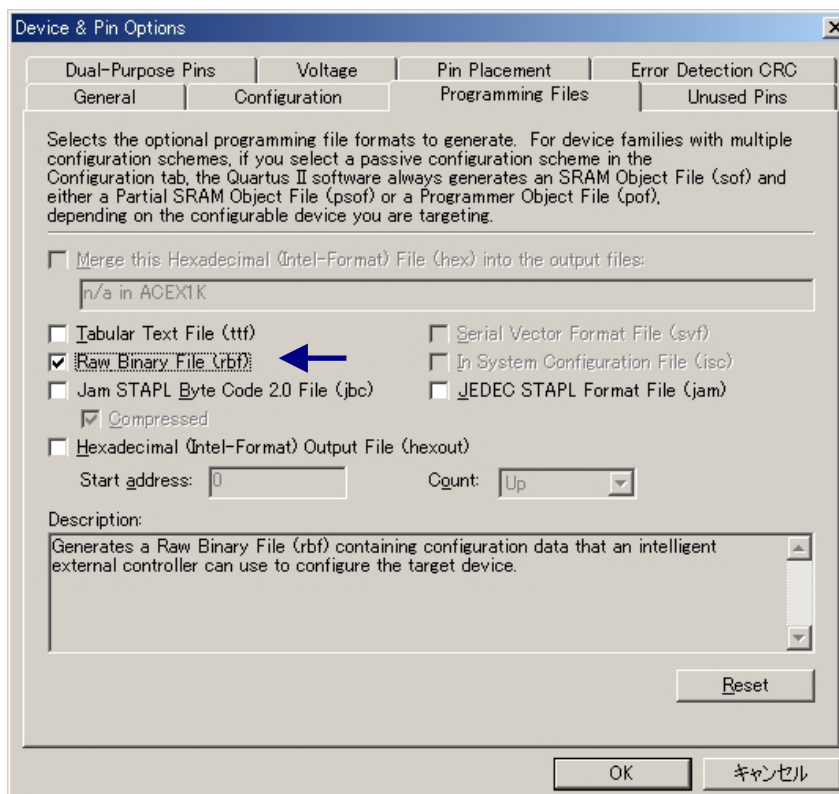 Device & Pin Options
Dual-Purpose Pins Voltage Pin Placement Error Detection CRC
General Configuration Programming Files Unused Pins
Selects the optional programming file formats to generate. For device families with multiple
configuration schemes, if you select a passive configuration scheme in the
Configuration tab, the Quartus II software always generates an SRAM Object File (sof) and
either a Partial SRAM Object File (psof) or a Programmer Object File (pof),
depending on the configurable device you are targeting.
Merge this Hexadecimal (Intel-Format) File (hex) into the output files:
n/a in ACEX1K
Tabular Text File (ttf) Serial Vector Format File (svf)
Raw Binary File (rbf) In System Configuration File (isc)
Jam STAPL Byte Code 2.0 File (jbc) JEDEC STAPL Format File (jam)
Compressed
Hexadecimal (Intel-Format) Output File (hexout)
Start address: 0 Count: Up
Description:
Generates a Raw Binary File (rbf) containing configuration data that an intelligent
external controller can use to configure the target device.
Reset
OK キャンセル